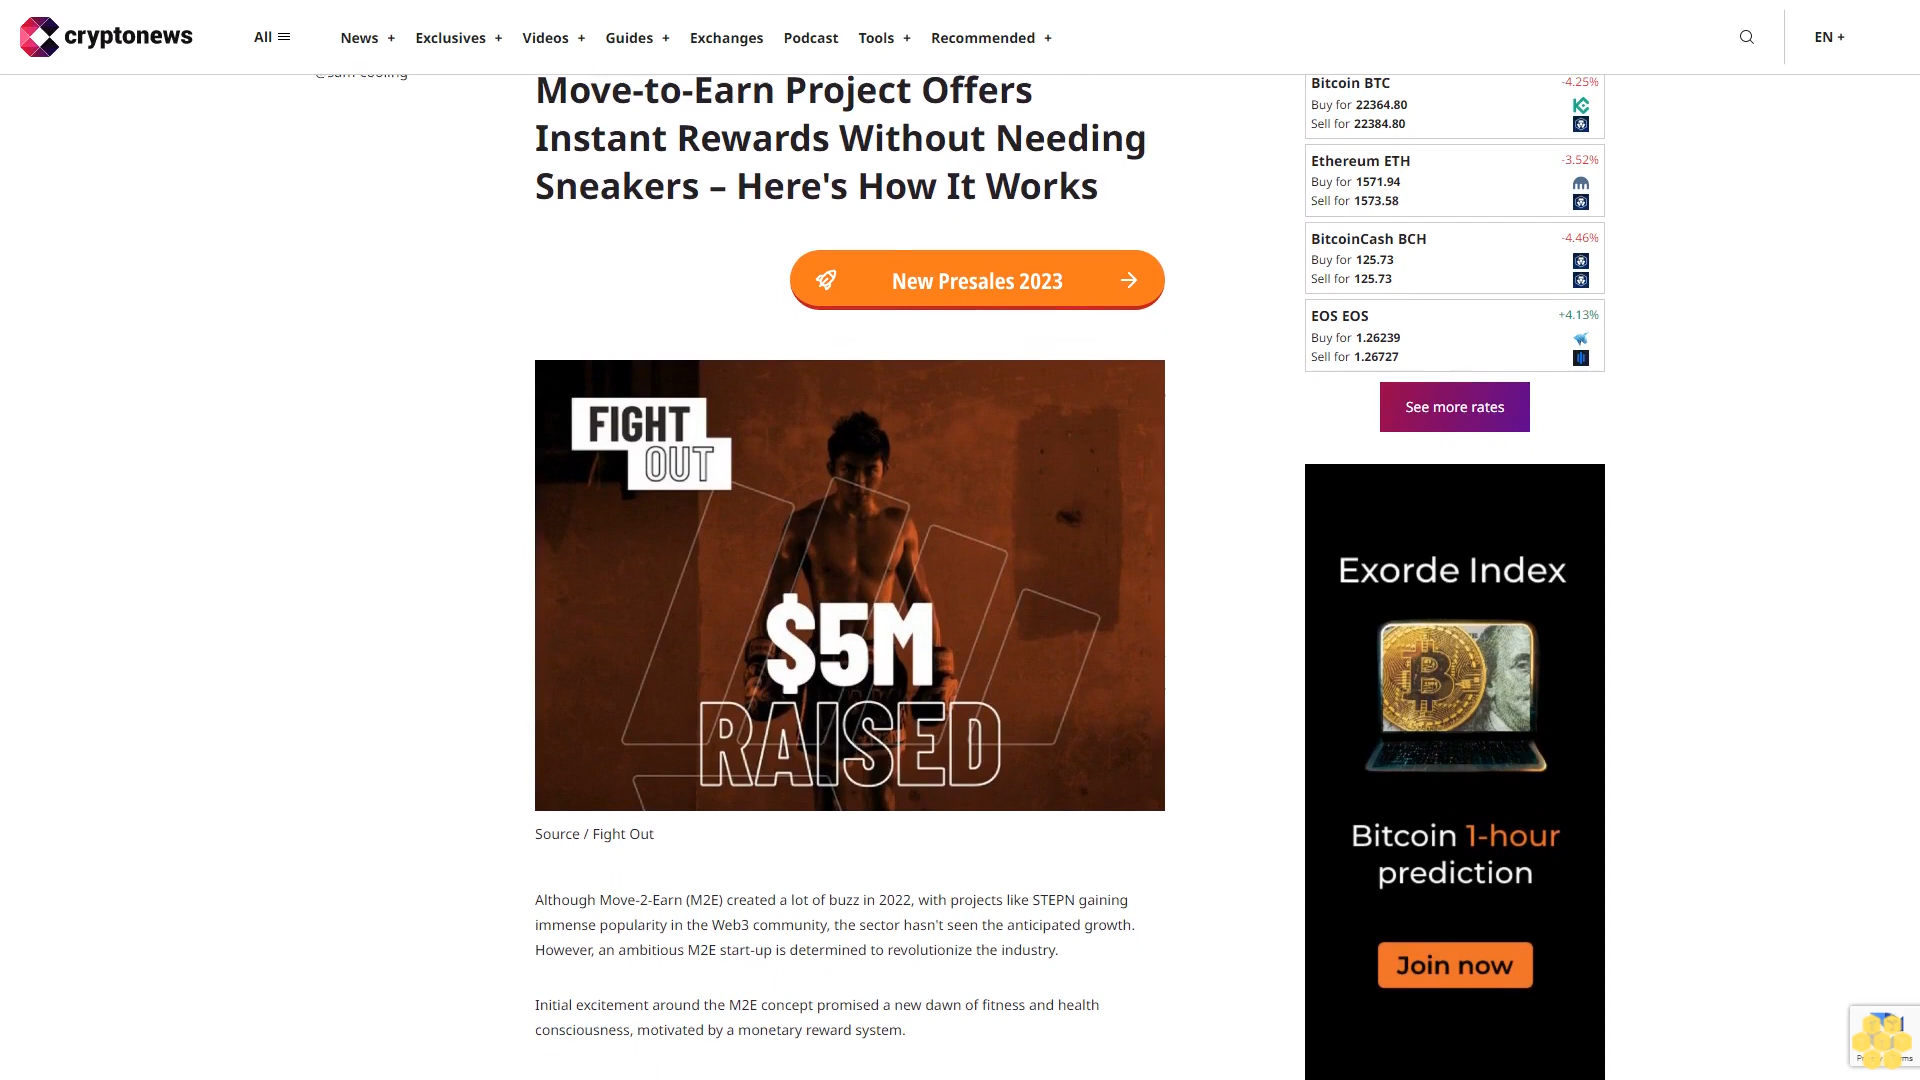 cryptonews
All
News +
Exclusives +
Videos +
Guides +
Exchanges
Podcast
Tools +
Recommended +
EN +
Move-to-Earn Project Offers
Instant Rewards Without Needing
Sneakers – Here's How It Works
New Presales 2023
FIGHT
OUT
$5M
RAISED
Source / Fight Out
Although Move-2-Earn (M2E) created a lot of buzz in 2022, with projects like STEPN gaining
immense popularity in the Web3 community, the sector hasn't seen the anticipated growth.
However, an ambitious M2E start-up is determined to revolutionize the industry.
Initial excitement around the M2E concept promised a new dawn of fitness and health
consciousness, motivated by a monetary reward system.
Bitcoin BTC -4.25%
Buy for 22364.80
Sell for 22384.80
Ethereum ETH -3.52%
Buy for 1571.94
Sell for 1573.58
BitcoinCash BCH -4.46%
Buy for 125.73
Sell for 125.73
EOS EOS +4.13%
Buy for 1.26239
Sell for 1.26727
See more rates
Exorde Index
Bitcoin 1-hour
prediction
Join now